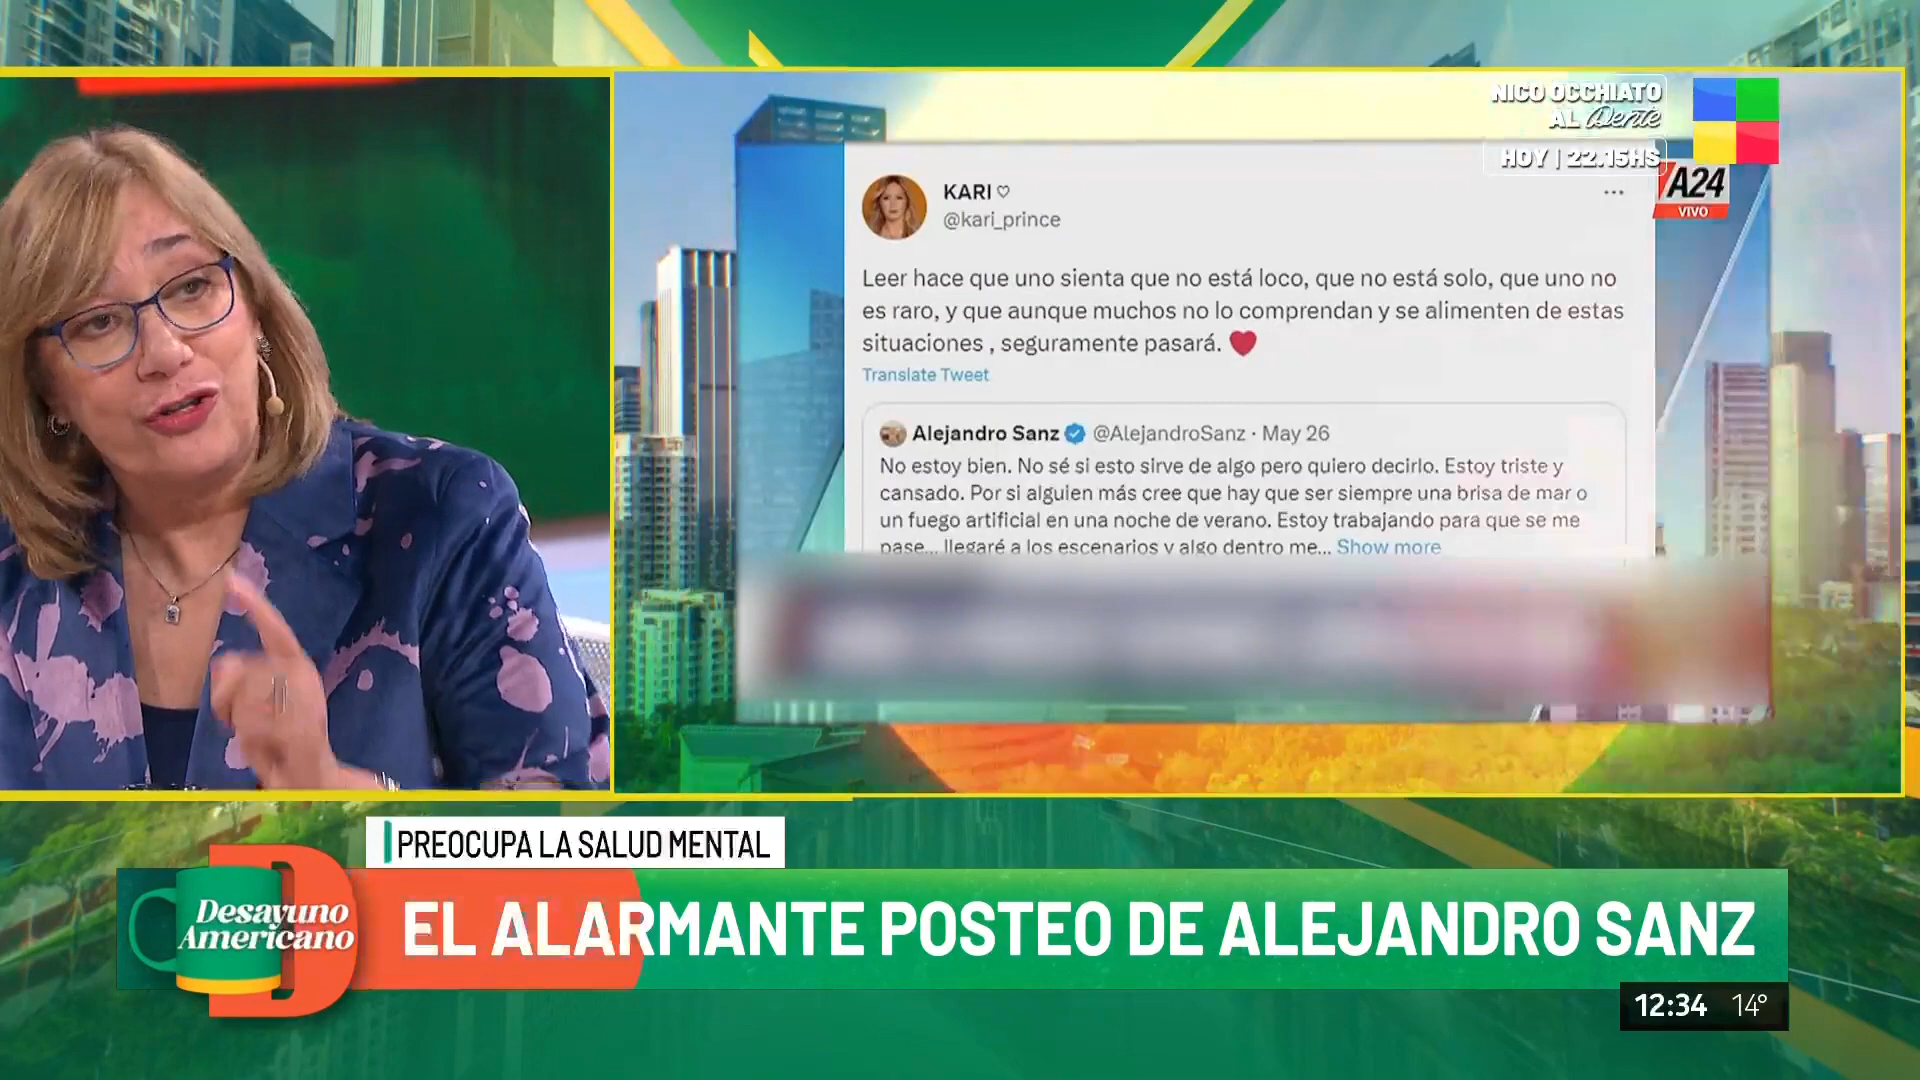 NICO OCCHIATO
AL Dente
HOY | 22.15HS
A24
VIVO
KARI ♡
@kari_prince
Leer hace que uno sienta que no está loco, que no está solo, que uno no
es raro, y que aunque muchos no lo comprendan y se alimenten de estas
situaciones , seguramente pasará. ❤
Translate Tweet
Alejandro Sanz @AlejandroSanz · May 26
No estoy bien. No sé si esto sirve de algo pero quiero decirlo. Estoy triste y
cansado. Por si alguien más cree que hay que ser siempre una brisa de mar o
un fuego artificial en una noche de verano. Estoy trabajando para que se me
pase... llegaré a los escenarios y algo dentro me... Show more
PREOCUPA LA SALUD MENTAL
Desayuno
Americano
EL ALARMANTE POSTEO DE ALEJANDRO SANZ
12:34 14°